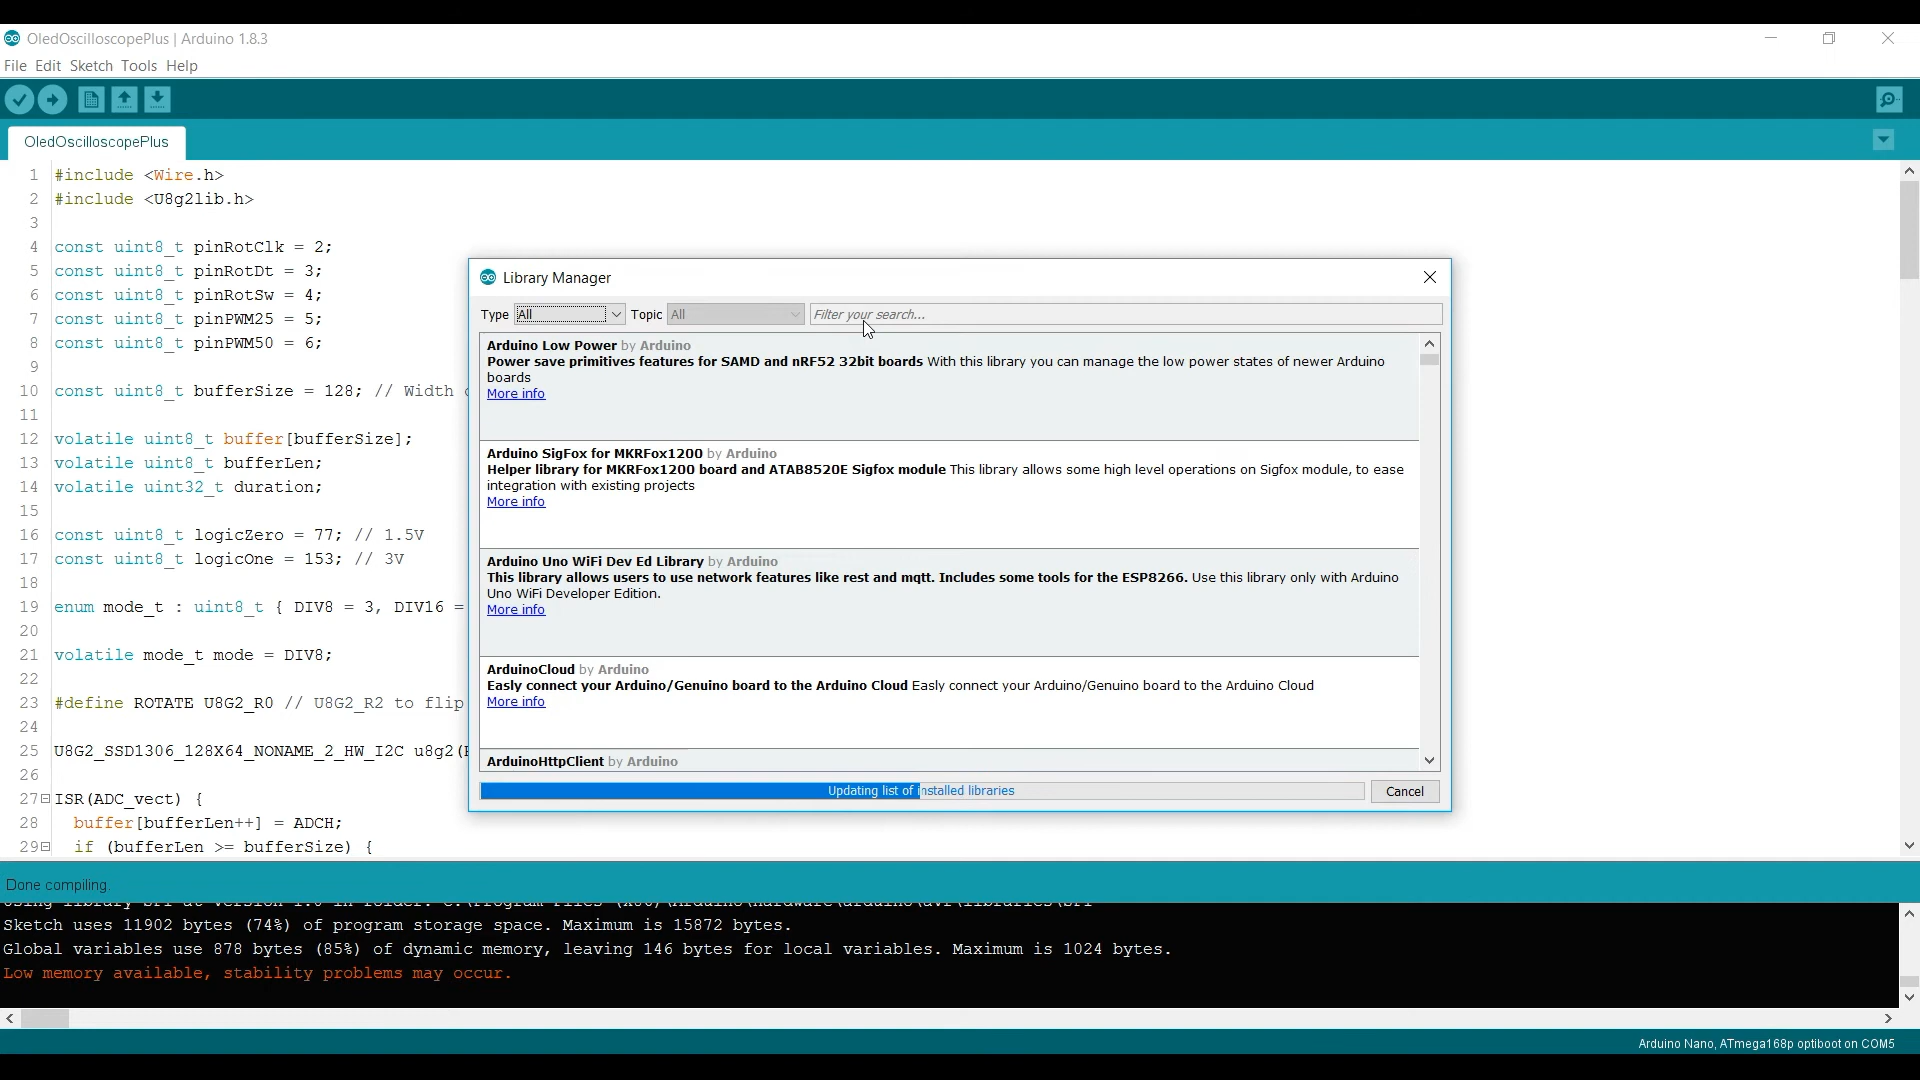 OledOscilloscopePlus | Arduino 1.8.3
File Edit Sketch Tools Help
OledOscilloscopePlus
1 #include <Wire.h>
2 #include <U8g2lib.h>
3
4 const uint8_t pinRotClk = 2;
5 const uint8_t pinRotDt = 3;
6 const uint8_t pinRotSw = 4;
7 const uint8_t pinPWM25 = 5;
8 const uint8_t pinPWM50 = 6;
9
10 const uint8_t bufferSize = 128; // Width
11
12 volatile uint8_t buffer[bufferSize];
13 volatile uint8_t bufferLen;
14 volatile uint32_t duration;
15
16 const uint8_t logicZero = 77; // 1.5V
17 const uint8_t logicOne = 153; // 3V
18
19 enum mode_t : uint8_t { DIV8 = 3, DIV16 =
20
21 volatile mode_t mode = DIV8;
22
23 #define ROTATE U8G2_R0 // U8G2_R2 to flip
24
25 U8G2_SSD1306_128X64_NONAME_2_HW_I2C u8g2(
26
27 ISR(ADC_vect) {
28 buffer[bufferLen++] = ADCH;
29 if (bufferLen >= bufferSize) {
Library Manager
Type All Topic All Filter your search...
Arduino Low Power by Arduino
Power save primitives features for SAMD and nRF52 32bit boards With this library you can manage the low power states of newer Arduino
boards
More info
Arduino SigFox for MKRFox1200 by Arduino
Helper library for MKRFox1200 board and ATAB8520E Sigfox module This library allows some high level operations on Sigfox module, to ease
integration with existing projects
More info
Arduino Uno WiFi Dev Ed Library by Arduino
This library allows users to use network features like rest and mqtt. Includes some tools for the ESP8266. Use this library only with Arduino
Uno WiFi Developer Edition.
More info
ArduinoCloud by Arduino
Easly connect your Arduino/Genuino board to the Arduino Cloud Easly connect your Arduino/Genuino board to the Arduino Cloud
More info
ArduinoHttpClient by Arduino
Updating list of installed libraries
Cancel
Done compiling.
Sketch uses 11902 bytes (74%) of program storage space. Maximum is 15872 bytes.
Global variables use 878 bytes (85%) of dynamic memory, leaving 146 bytes for local variables. Maximum is 1024 bytes.
Low memory available, stability problems may occur.
Arduino Nano, ATmega168p optiboot on COM5